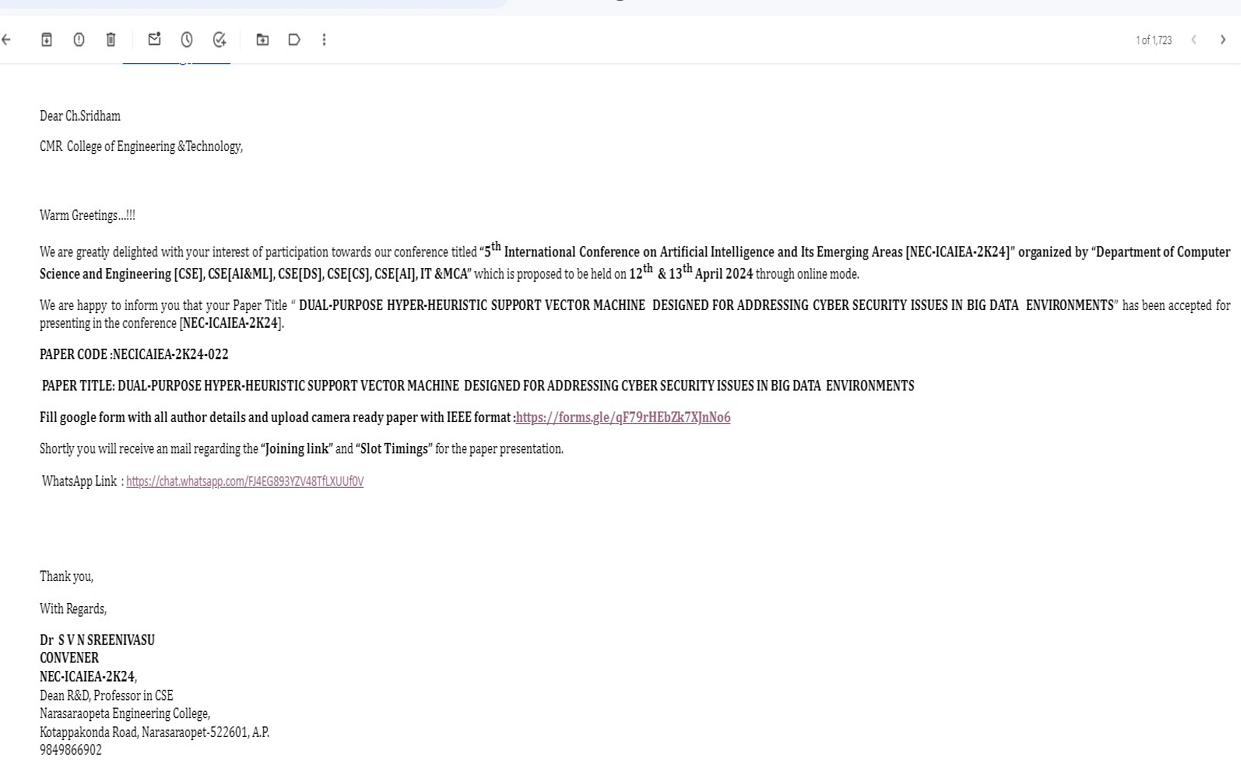 1 of 1,723
Dear Ch.Sridham
CMR College of Engineering &Technology,
Warm Greetings...!!!
We are greatly delighted with your interest of participation towards our conference titled “5th International Conference on Artificial Intelligence and Its Emerging Areas [NEC-ICAIEA-2K24]” organized by “Department of Computer
Science and Engineering [CSE], CSE[AI&ML], CSE[DS], CSE[CS], CSE[AI], IT &MCA” which is proposed to be held on 12th & 13th April 2024 through online mode.
We are happy to inform you that your Paper Title “ DUAL-PURPOSE HYPER-HEURISTIC SUPPORT VECTOR MACHINE DESIGNED FOR ADDRESSING CYBER SECURITY ISSUES IN BIG DATA ENVIRONMENTS” has been accepted for
presenting in the conference [NEC-ICAIEA-2K24].
PAPER CODE :NECICAIEA-2K24-022
PAPER TITLE: DUAL-PURPOSE HYPER-HEURISTIC SUPPORT VECTOR MACHINE DESIGNED FOR ADDRESSING CYBER SECURITY ISSUES IN BIG DATA ENVIRONMENTS
Fill google form with all author details and upload camera ready paper with IEEE format :https://forms.gle/qF79rHEbZk7XJnNo6
Shortly you will receive an mail regarding the “Joining link” and “Slot Timings” for the paper presentation.
WhatsApp Link : https://chat.whatsapp.com/FJ4EG893YZV48TfLXUUf0V
Thank you,
With Regards,
Dr S V N SREENIVASU
CONVENER
NEC-ICAIEA-2K24,
Dean R&D, Professor in CSE
Narasaraopeta Engineering College,
Kotappakonda Road, Narasaraopet-522601, A.P.
9849866902